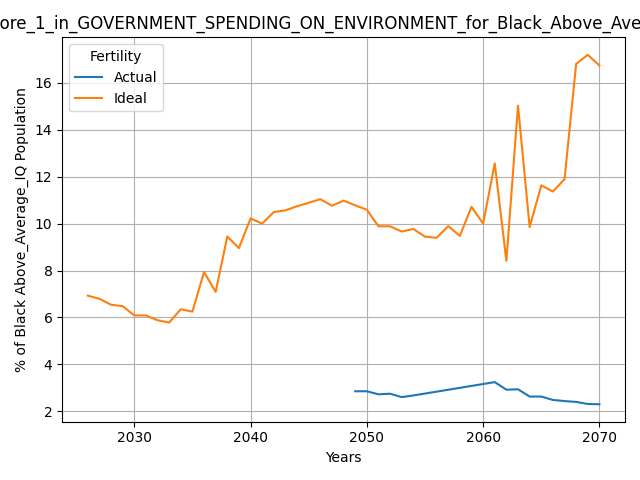 ore_1_in_GOVERNMENT_SPENDING_ON_ENVIRONMENT_for_Black_Above_Ave
Fertility
Actual
Ideal
% of Black Above_Average_IQ Population
16
14
12
10
8
6
4
2
2030 2040 2050 2060 2070
Years